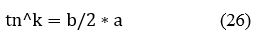 tn^k = b/2 * a (26)